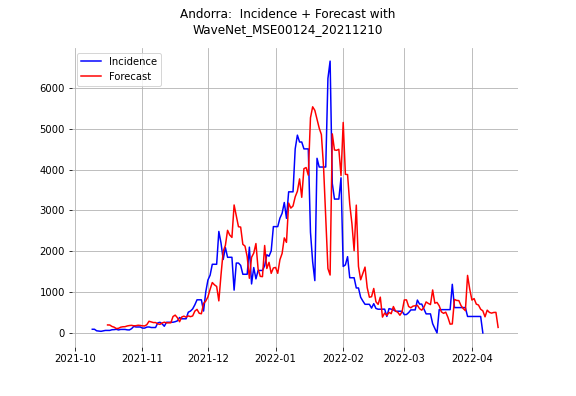 Andorra:  Incidence + Forecast with
WaveNet_MSE00124_20211210
Incidence
Forecast
6000
5000
4000
3000
2000
1000
0
2021-10 2021-11 2021-12 2022-01 2022-02 2022-03 2022-04